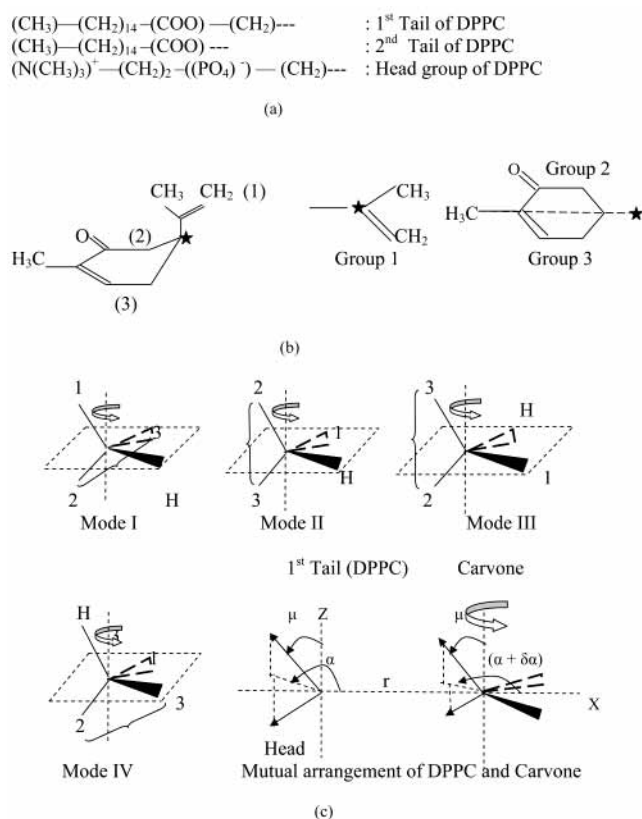 (CH₃)—(CH₂)₁₄—(COO) —(CH₂)--- : 1ˢᵗ Tail of DPPC
(CH₃)—(CH₂)₁₄—(COO) --- : 2ⁿᵈ Tail of DPPC
(N(CH₃)₃)⁺—(CH₂)₂ –((PO₄) ⁻) — (CH₂)--- : Head group of DPPC
(a)
CH₃ CH₂ (1)
O (2)
H₃C
(3)
CH₃
CH₂
Group 1
O Group 2
H₃C
Group 3
(b)
1 3 2 H
Mode I
2 1 3 H
Mode II
3 H 2 1
Mode III
1ˢᵗ Tail (DPPC) Carvone
H 1 2 3
Mode IV
μ Z α r Head
μ (α + δα) X
Mutual arrangement of DPPC and Carvone
(c)